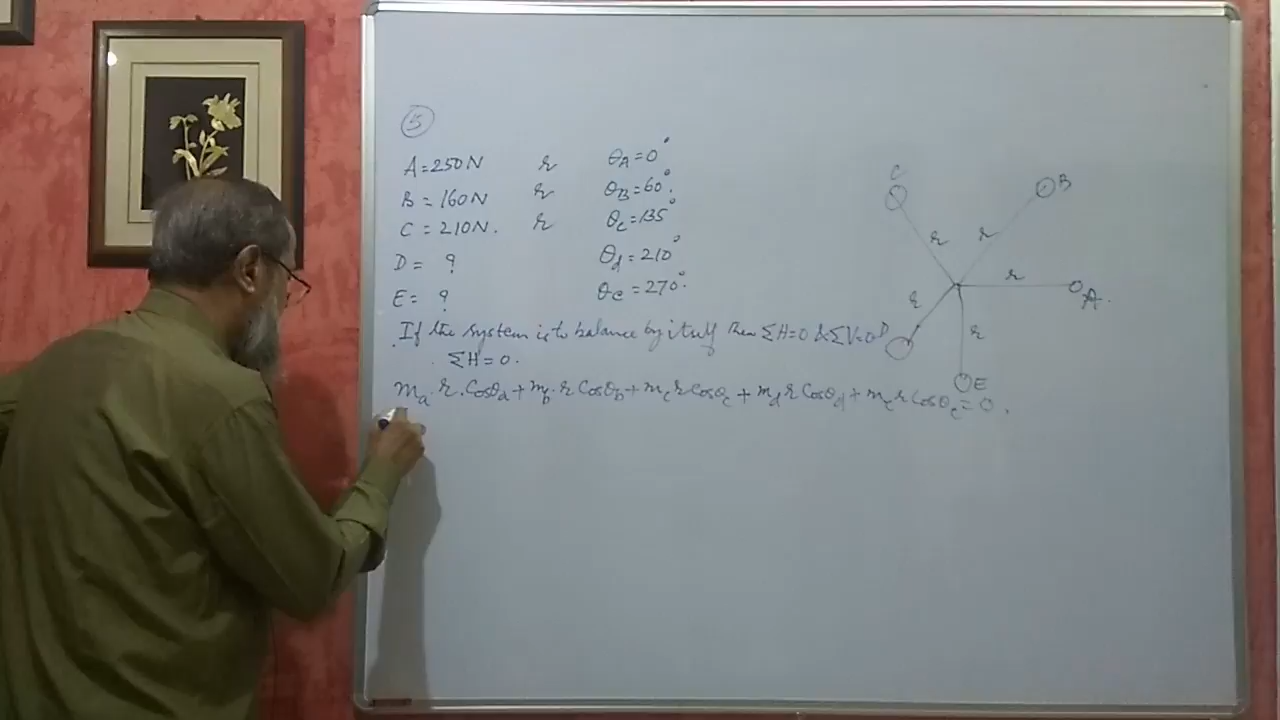 5
A = 250N r θA = 0°
B = 160N r θB = 60°.
C = 210N. r θc = 135°
D = ? θd = 210°
E = ? θe = 270°.
If the system is to balance by itself then ΣH=0 & ΣV=0
ΣH = 0.
ma. r. Cosθa + mb. r Cosθb + mc r Cosθc + md r Cosθd + me r Cosθe = 0.
C
B
r
r
r
A.
r
D
r
E